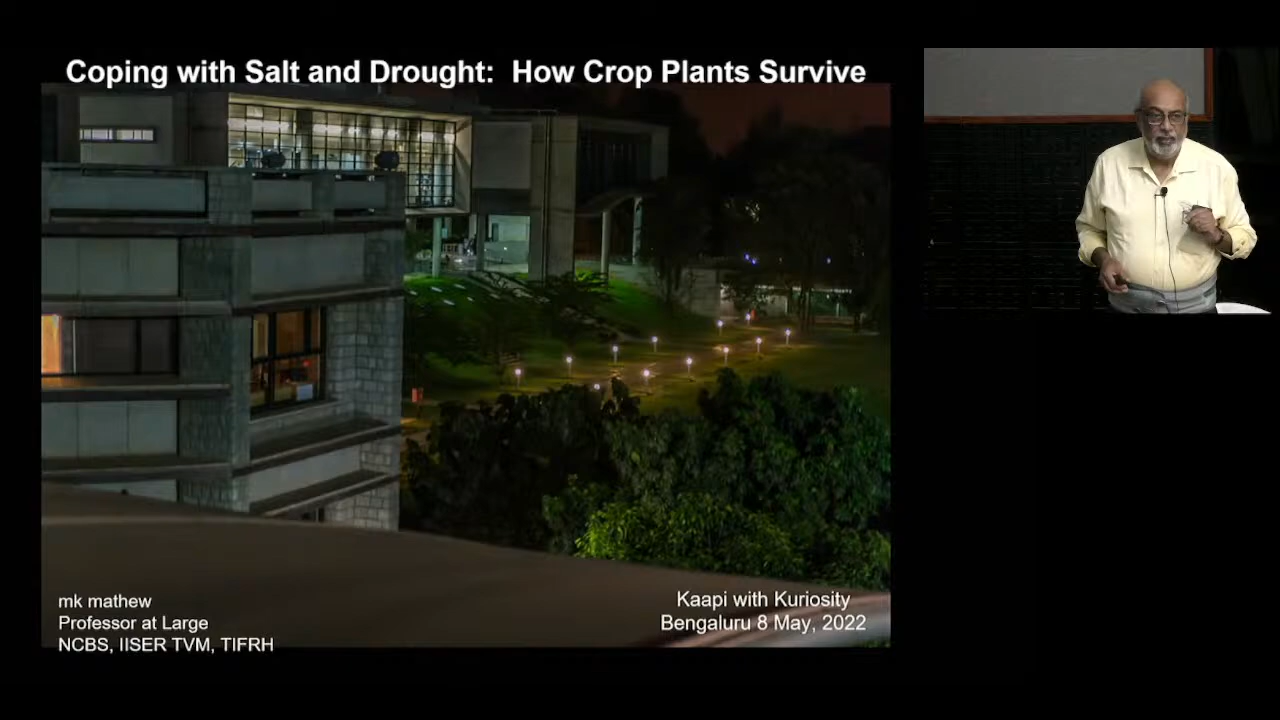 Coping with Salt and Drought: How Crop Plants Survive
mk mathew
Professor at Large
NCBS, IISER TVM, TIFRH
Kaapi with Kuriosity
Bengaluru 8 May, 2022